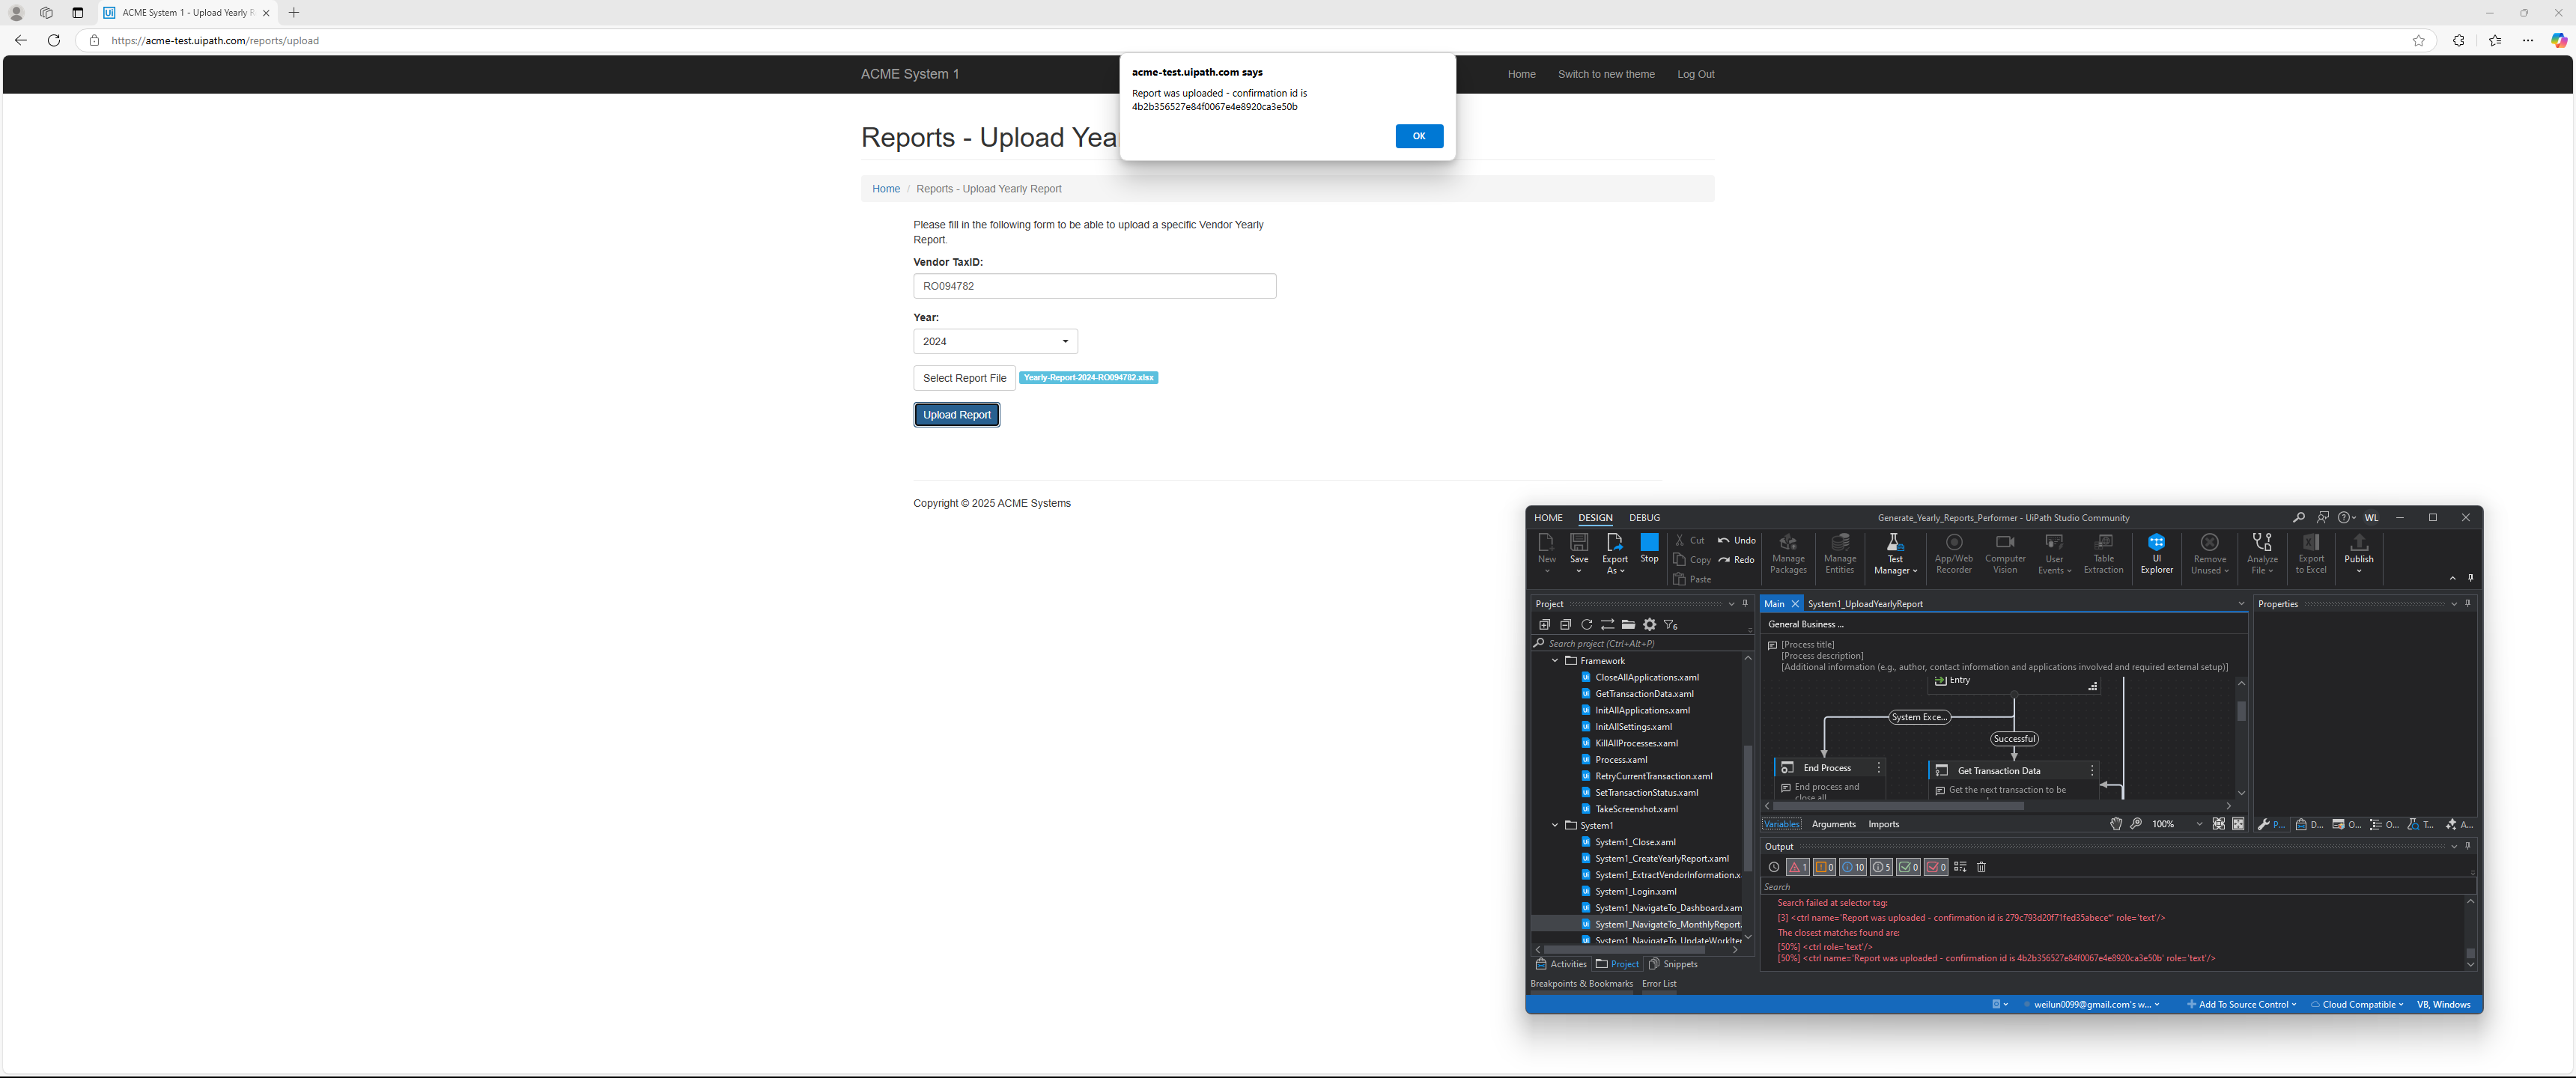 ACME System 1 - Upload Yearly R
https://acme-test.uipath.com/reports/upload
ACME System 1
Home
Switch to new theme
Log Out
acme-test.uipath.com says
Report was uploaded - confirmation id is
4b2b356527e84f0067e4e8920ca3e50b
OK
Reports - Upload Yea
Home / Reports - Upload Yearly Report
Please fill in the following form to be able to upload a specific Vendor Yearly
Report.
Vendor TaxID:
RO094782
Year:
2024
Select Report File
Yearly-Report-2024-RO094782.xlsx
Upload Report
Copyright © 2025 ACME Systems
HOME DESIGN DEBUG
Generate_Yearly_Reports_Performer - UiPath Studio Community
WL
New
Save
Export As
Stop
Cut
Copy
Paste
Undo
Redo
Manage Packages
Manage Entities
Test Manager
App/Web Recorder
Computer Vision
User Events
Table Extraction
UI Explorer
Remove Unused
Analyze File
Export to Excel
Publish
Project
Search project (Ctrl+Alt+P)
Framework
CloseAllApplications.xaml
GetTransactionData.xaml
InitAllApplications.xaml
InitAllSettings.xaml
KillAllProcesses.xaml
Process.xaml
RetryCurrentTransaction.xaml
SetTransactionStatus.xaml
TakeScreenshot.xaml
System1
System1_Close.xaml
System1_CreateYearlyReport.xaml
System1_ExtractVendorInformation.x
System1_Login.xaml
System1_NavigateTo_Dashboard.xam
System1_NavigateTo_MonthlyReport.
System1_NavigateTo_UpdateWorkIter
Activities Project Snippets
Breakpoints & Bookmarks Error List
Main System1_UploadYearlyReport
General Business ...
[Process title]
[Process description]
[Additional information (e.g., author, contact information and applications involved and required external setup)]
Entry
System Exce...
Successful
End Process
End process and
close all
Get Transaction Data
Get the next transaction to be
Variables Arguments Imports
100%
Properties
P... D... O... O... T... A...
Output
1 0 10 5 0 0
Search
Search failed at selector tag:
[3] <ctrl name='Report was uploaded - confirmation id is 279c793d20f71fed35abece*' role='text'/>
The closest matches found are:
[50%] <ctrl role='text'/>
[50%] <ctrl name='Report was uploaded - confirmation id is 4b2b356527e84f0067e4e8920ca3e50b' role='text'/>
weilun0099@gmail.com's w...
Add To Source Control
Cloud Compatible
VB, Windows